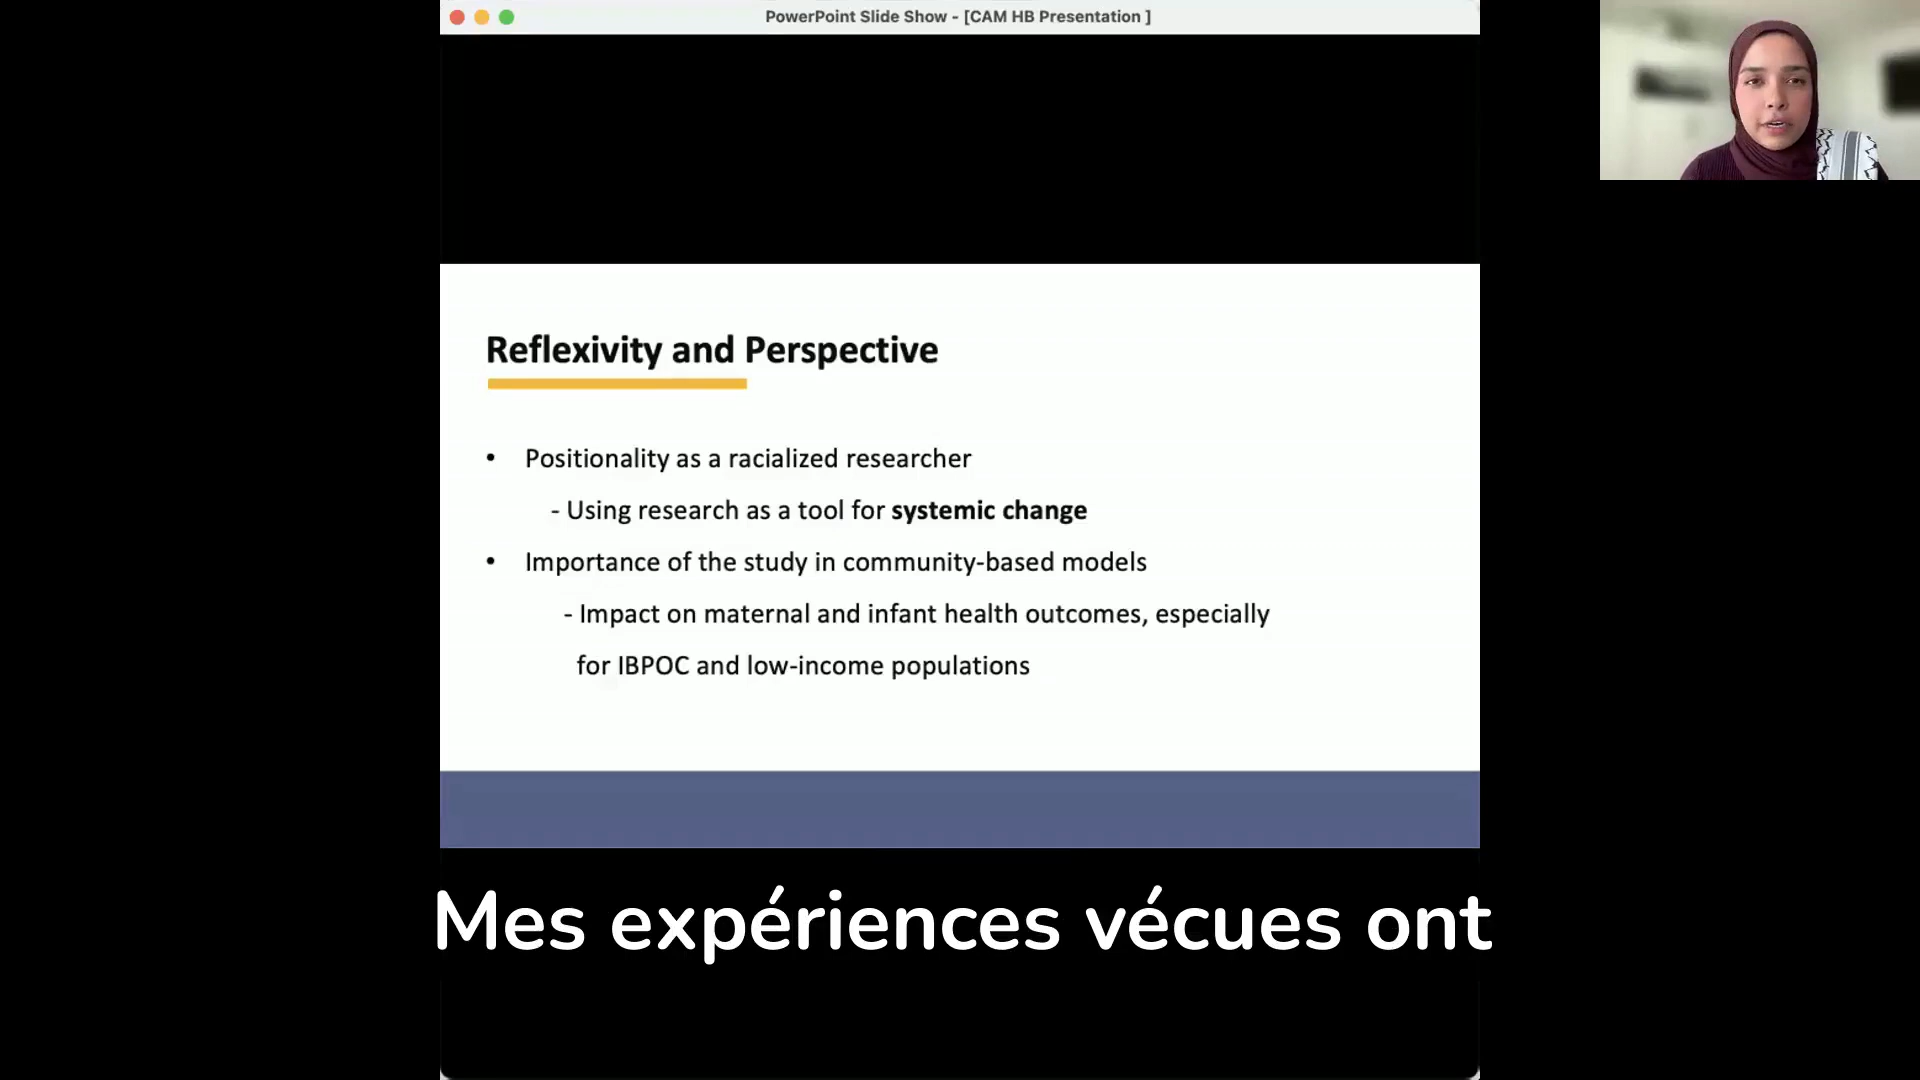 PowerPoint Slide Show - [CAM HB Presentation ]
Reflexivity and Perspective
• Positionality as a racialized researcher
- Using research as a tool for systemic change
• Importance of the study in community-based models
- Impact on maternal and infant health outcomes, especially
for IBPOC and low-income populations
Mes expériences vécues ont